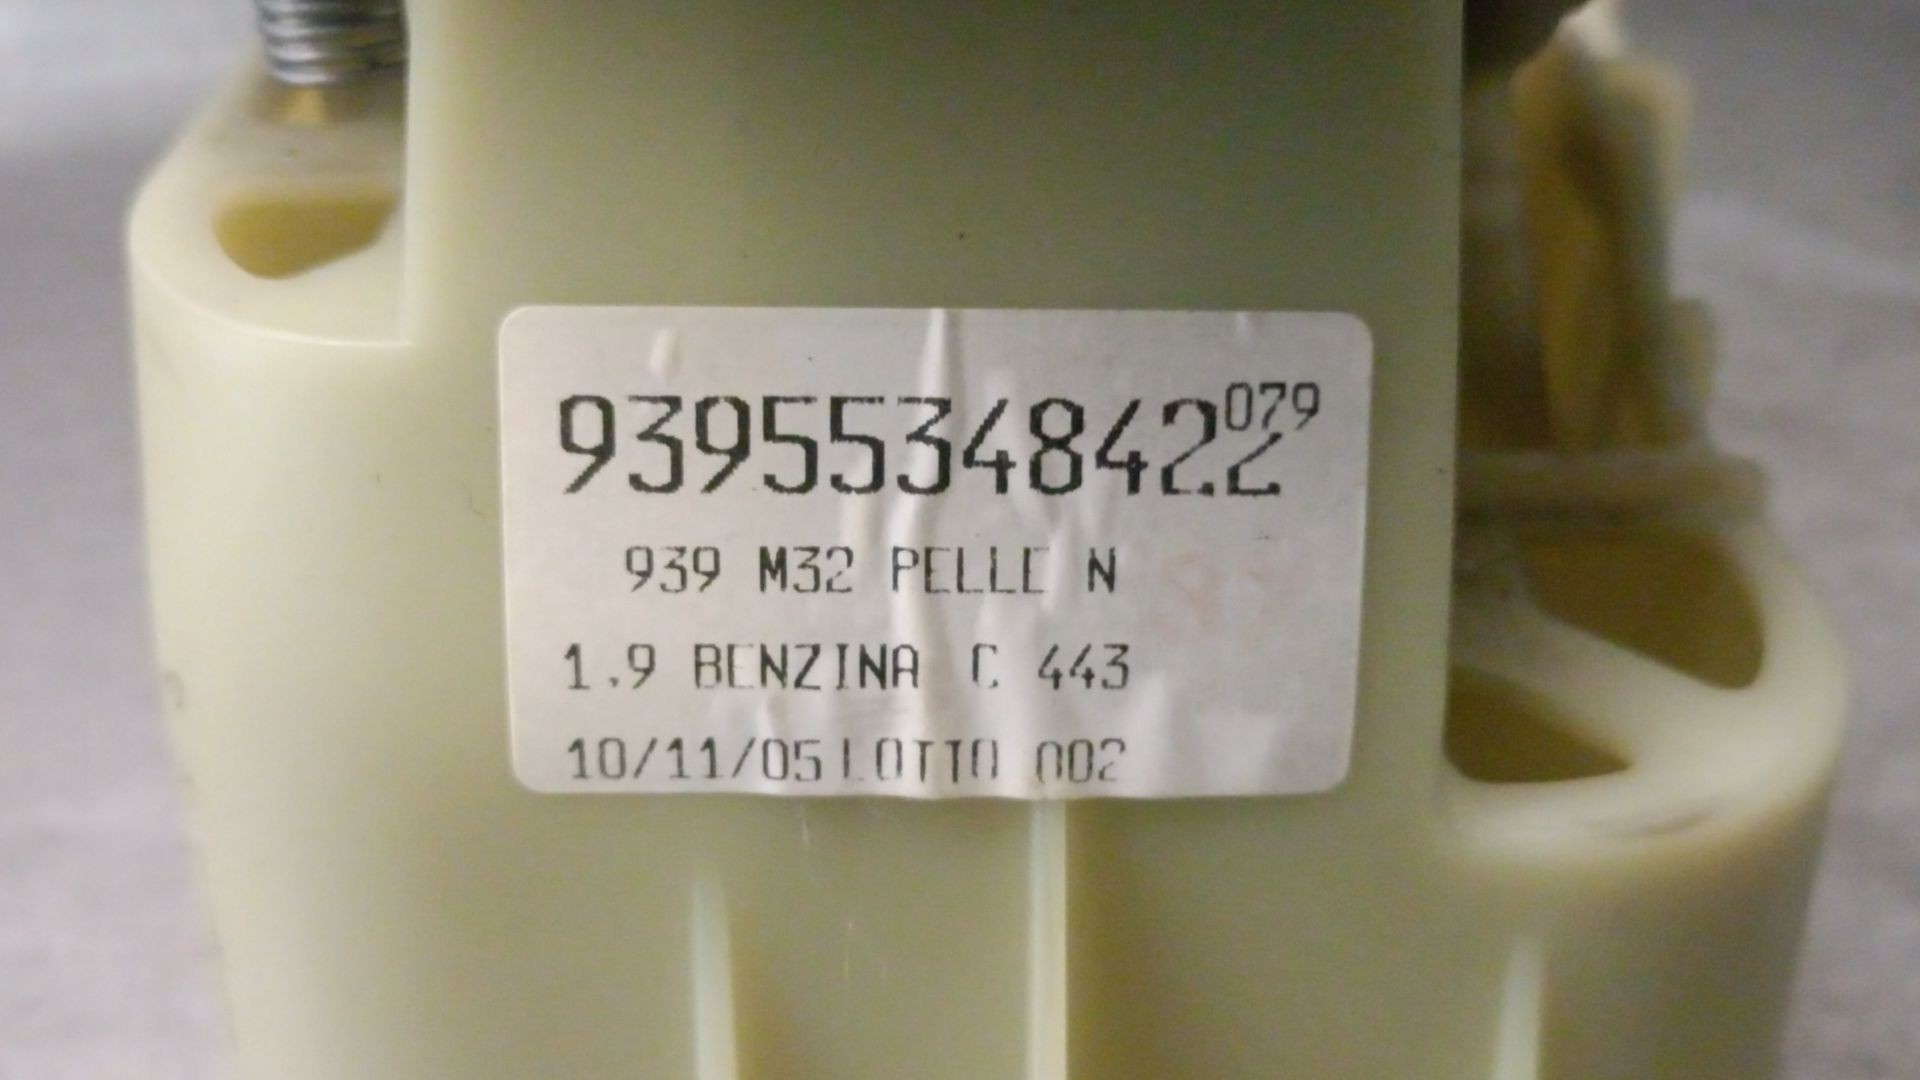 93955348422 079
939 M32 PELLE N
1.9 BENZINA C 443
10/11/05 LOTTO 002